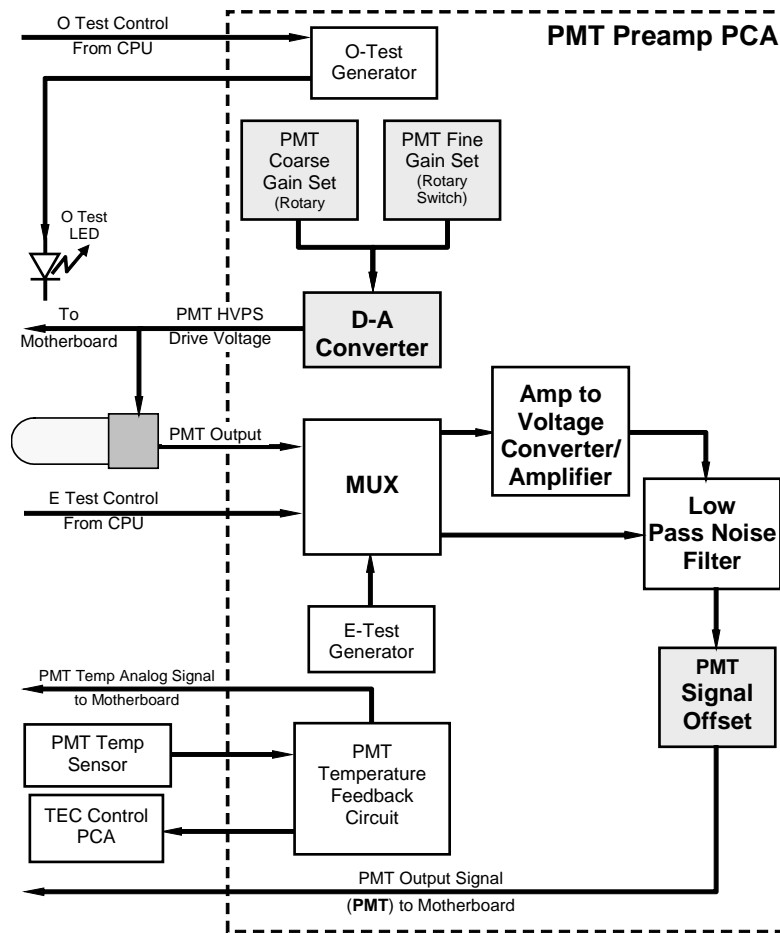 PMT Preamp PCA
O Test Control
From CPU
O-Test
Generator
PMT
Coarse
Gain Set
(Rotary
PMT Fine
Gain Set
(Rotary
Switch)
O Test
LED
To
Motherboard
PMT HVPS
Drive Voltage
D-A
Converter
PMT Output
MUX
Amp to
Voltage
Converter/
Amplifier
E Test Control
From CPU
Low
Pass Noise
Filter
E-Test
Generator
PMT Temp Analog Signal
to Motherboard
PMT
Signal
Offset
PMT Temp
Sensor
PMT
Temperature
Feedback
Circuit
TEC Control
PCA
PMT Output Signal
(PMT) to Motherboard